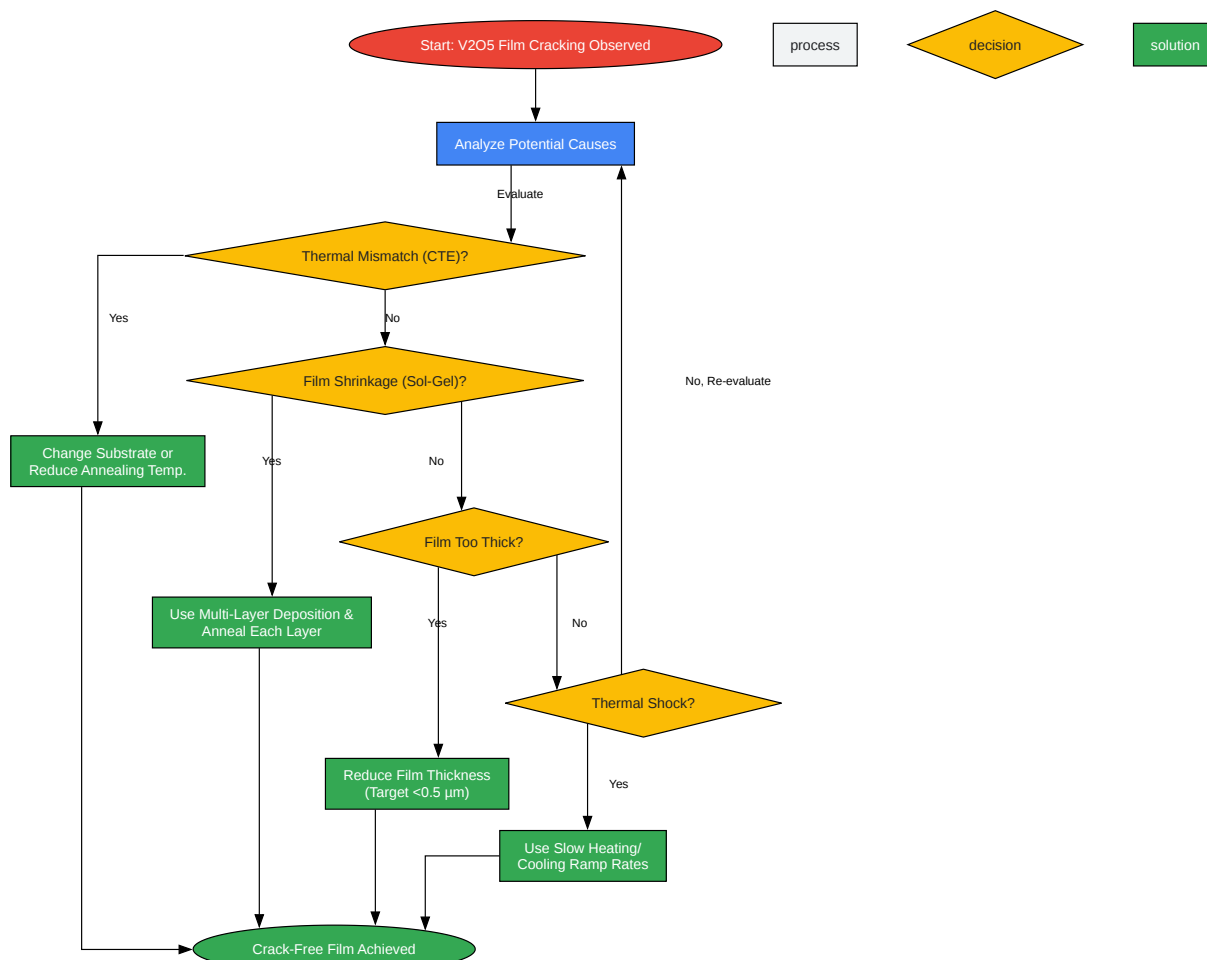 Start: V2O5 Film Cracking Observed
process
decision
solution
Analyze Potential Causes
Evaluate
Thermal Mismatch (CTE)?
Yes
No
Film Shrinkage (Sol-Gel)?
No, Re-evaluate
Change Substrate or
Reduce Annealing Temp.
Yes
No
Film Too Thick?
Use Multi-Layer Deposition &
Anneal Each Layer
Yes
No
Thermal Shock?
Reduce Film Thickness
(Target <0.5 µm)
Yes
Use Slow Heating/
Cooling Ramp Rates
Crack-Free Film Achieved